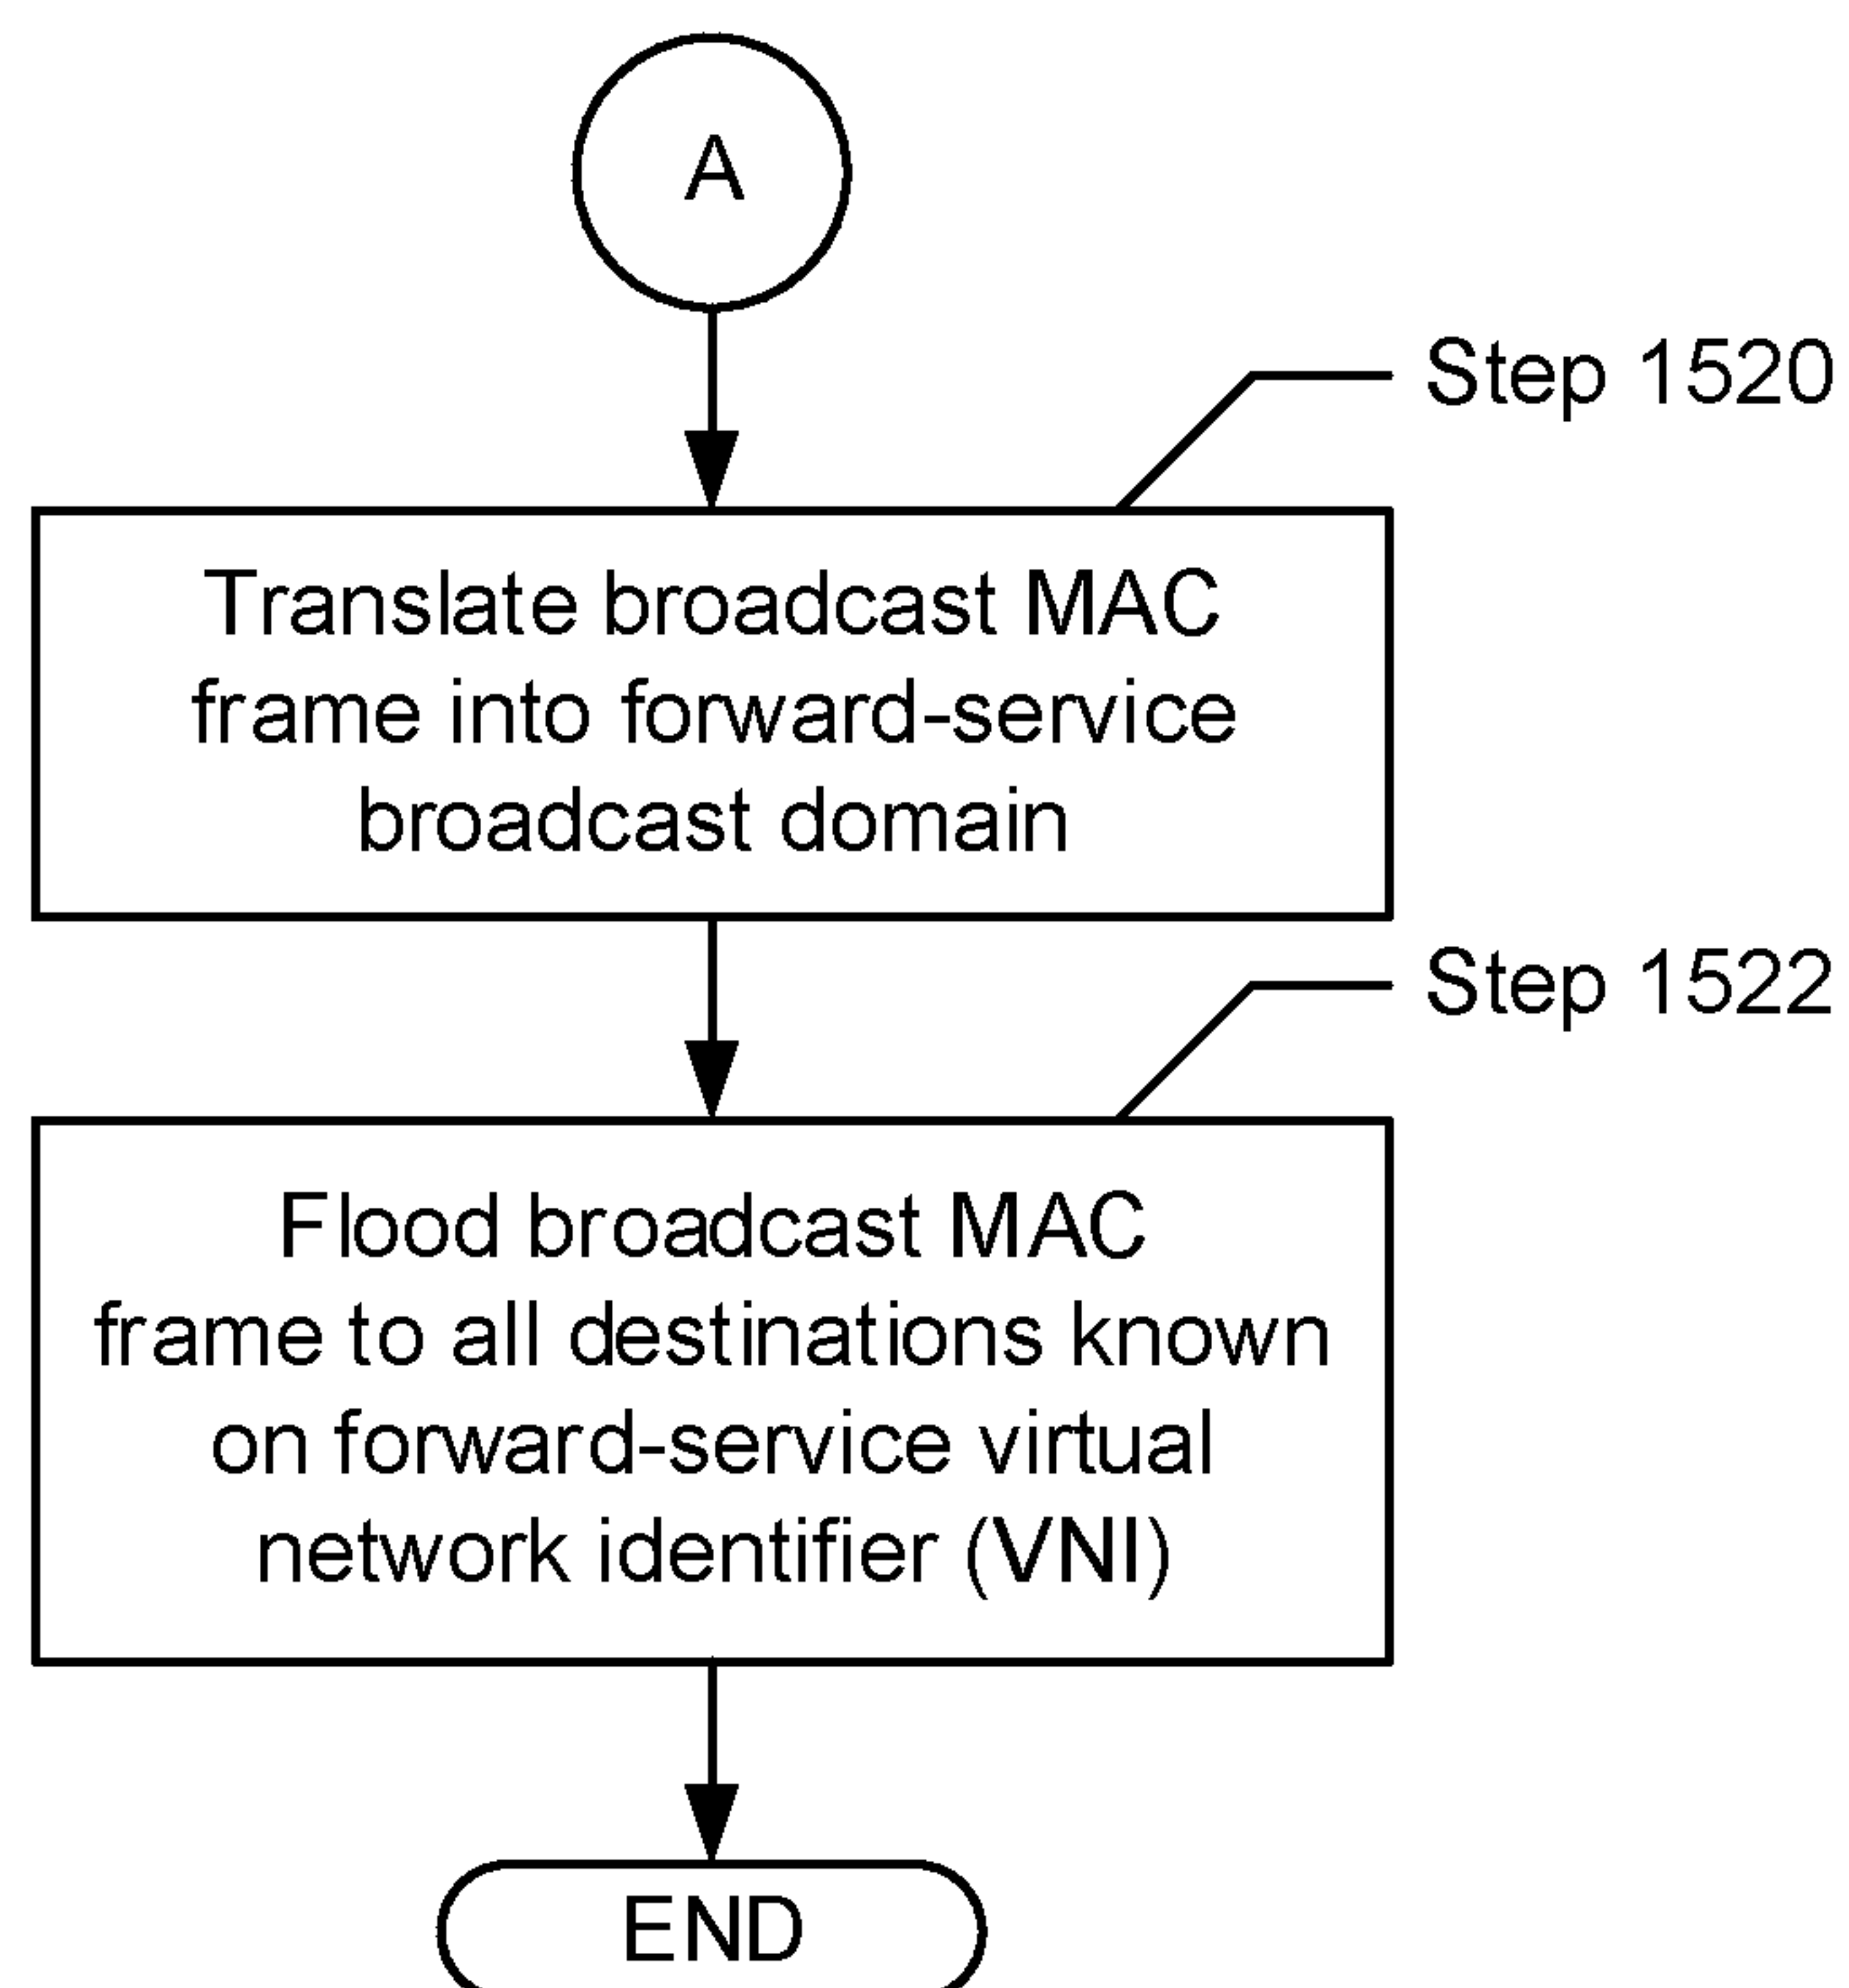 A
Step 1520
Translate broadcast MAC
frame into forward-service
broadcast domain
Step 1522
Flood broadcast MAC
frame to all destinations known
on forward-service virtual
network identifier (VNI)
END